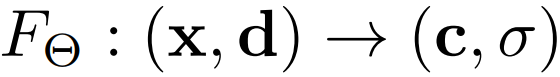 F_Θ : (𝐱, 𝐝) → (𝐜, σ)